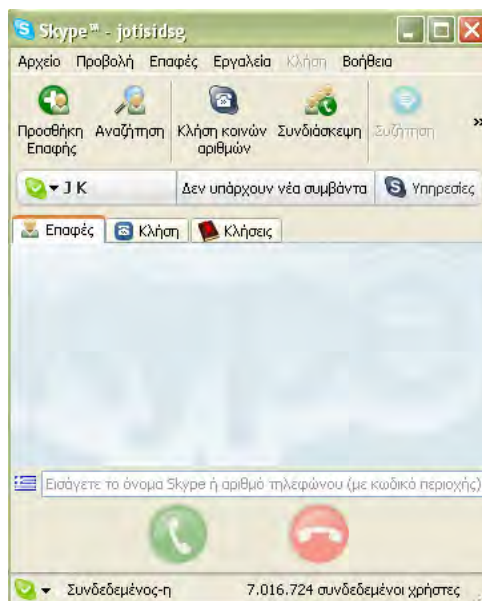 Skype™ - jotisidsg
Αρχείο Προβολή Επαφές Εργαλεία Κλήση Βοήθεια
Προσθήκη Επαφής Αναζήτηση Κλήση κοινών αριθμών Συνδιάσκεψη Συζήτηση »
J K Δεν υπάρχουν νέα συμβάντα Υπηρεσίες
Επαφές Κλήση Κλήσεις
Εισάγετε το όνομα Skype ή αριθμό τηλεφώνου (με κωδικό περιοχής)
Συνδεδεμένος-η 7.016.724 συνδεδεμένοι χρήστες